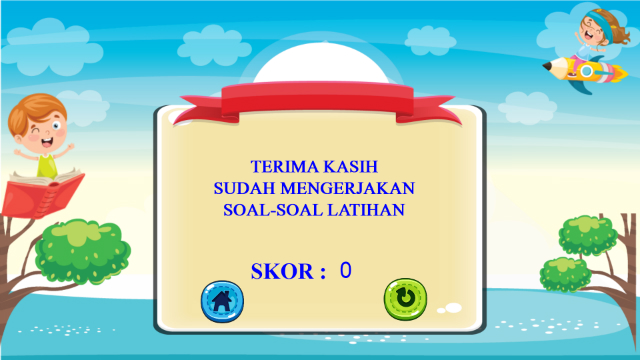 TERIMA KASIH
SUDAH MENGERJAKAN
SOAL-SOAL LATIHAN
SKOR : 0